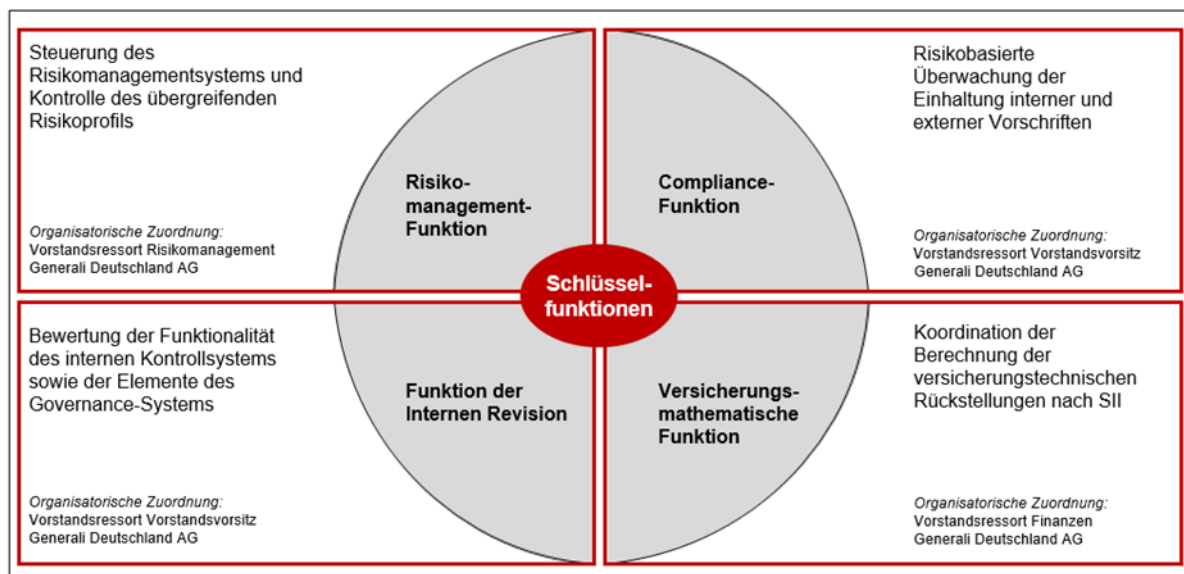 Steuerung des
Risikomanagementsystems und
Kontrolle des übergreifenden
Risikoprofils
Risiko-
management-
Funktion
Organisatorische Zuordnung:
Vorstandsressort Risikomanagement
Generali Deutschland AG
Risikobasierte
Überwachung der
Einhaltung interner und
externer Vorschriften
Compliance-
Funktion
Organisatorische Zuordnung:
Vorstandsressort Vorstandsvorsitz
Generali Deutschland AG
Schlüssel-
funktionen
Bewertung der Funktionalität
des internen Kontrollsystems
sowie der Elemente des
Governance-Systems
Funktion der
Internen Revision
Organisatorische Zuordnung:
Vorstandsressort Vorstandsvorsitz
Generali Deutschland AG
Koordination der
Berechnung der
versicherungstechnischen
Rückstellungen nach SII
Versicherungs-
mathematische
Funktion
Organisatorische Zuordnung:
Vorstandsressort Finanzen
Generali Deutschland AG